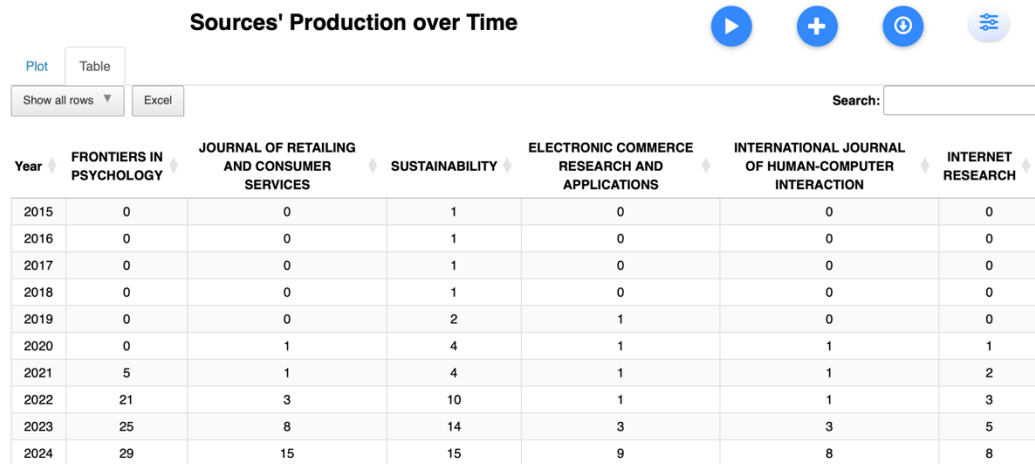 Sources' Production over Time
Plot Table
Show all rows Excel Search:
Year FRONTIERS IN PSYCHOLOGY JOURNAL OF RETAILING AND CONSUMER SERVICES SUSTAINABILITY ELECTRONIC COMMERCE RESEARCH AND APPLICATIONS INTERNATIONAL JOURNAL OF HUMAN-COMPUTER INTERACTION INTERNET RESEARCH
2015 0 0 1 0 0 0
2016 0 0 1 0 0 0
2017 0 0 1 0 0 0
2018 0 0 1 0 0 0
2019 0 0 2 1 0 0
2020 0 1 4 1 1 1
2021 5 1 4 1 1 2
2022 21 3 10 1 1 3
2023 25 8 14 3 3 5
2024 29 15 15 9 8 8